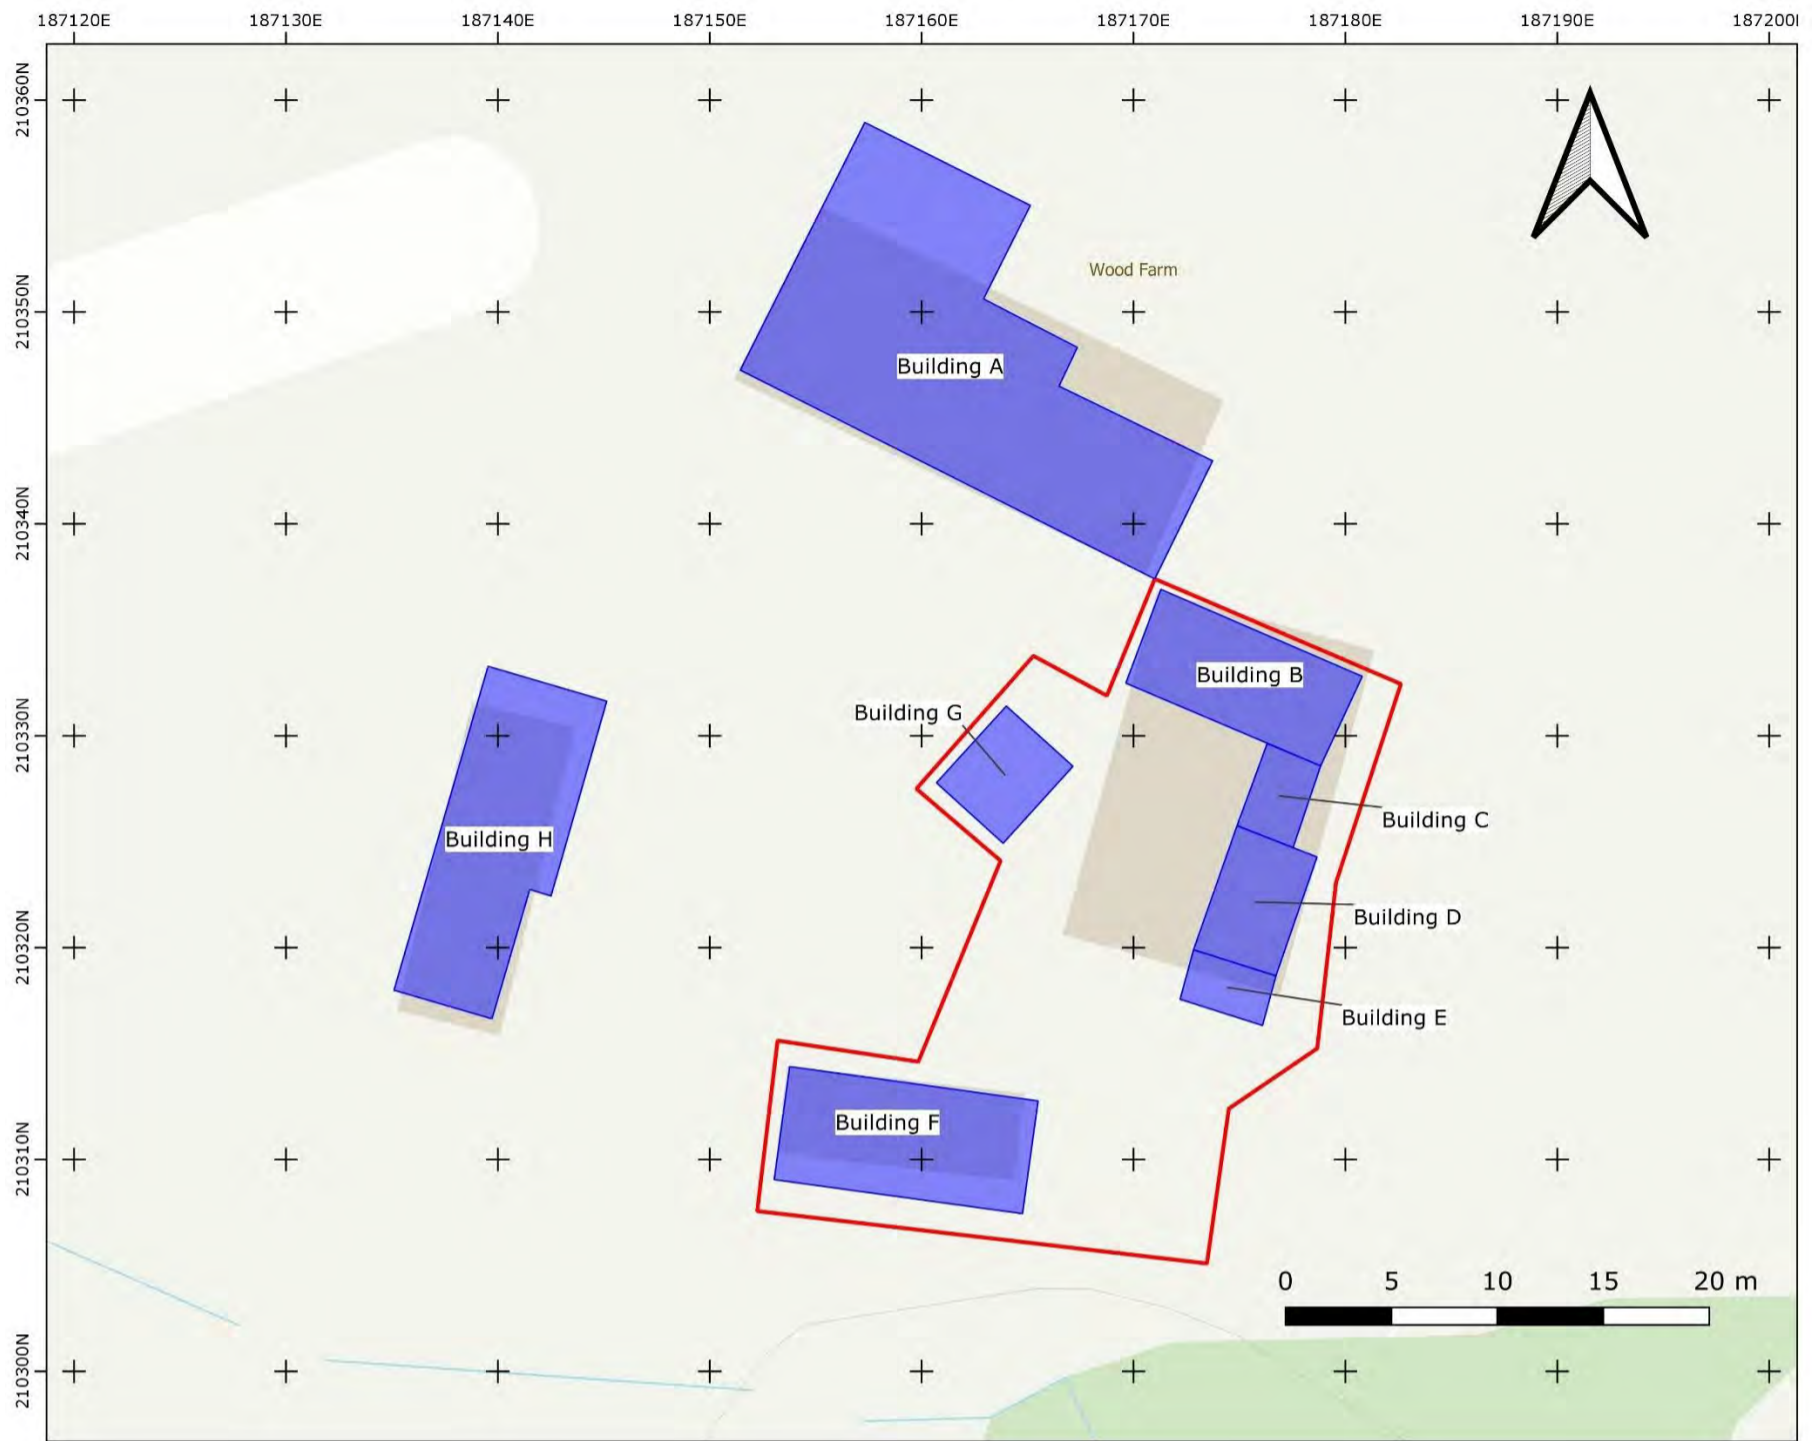 187120E 187130E 187140E 187150E 187160E 187170E 187180E 187190E 187200
210360N
Wood Farm
210350N
Building A
210340N
Building B
Building G
210330N
Building C
Building H
Building D
210320N
Building E
Building F
210310N
0 5 10 15 20 m
210300N